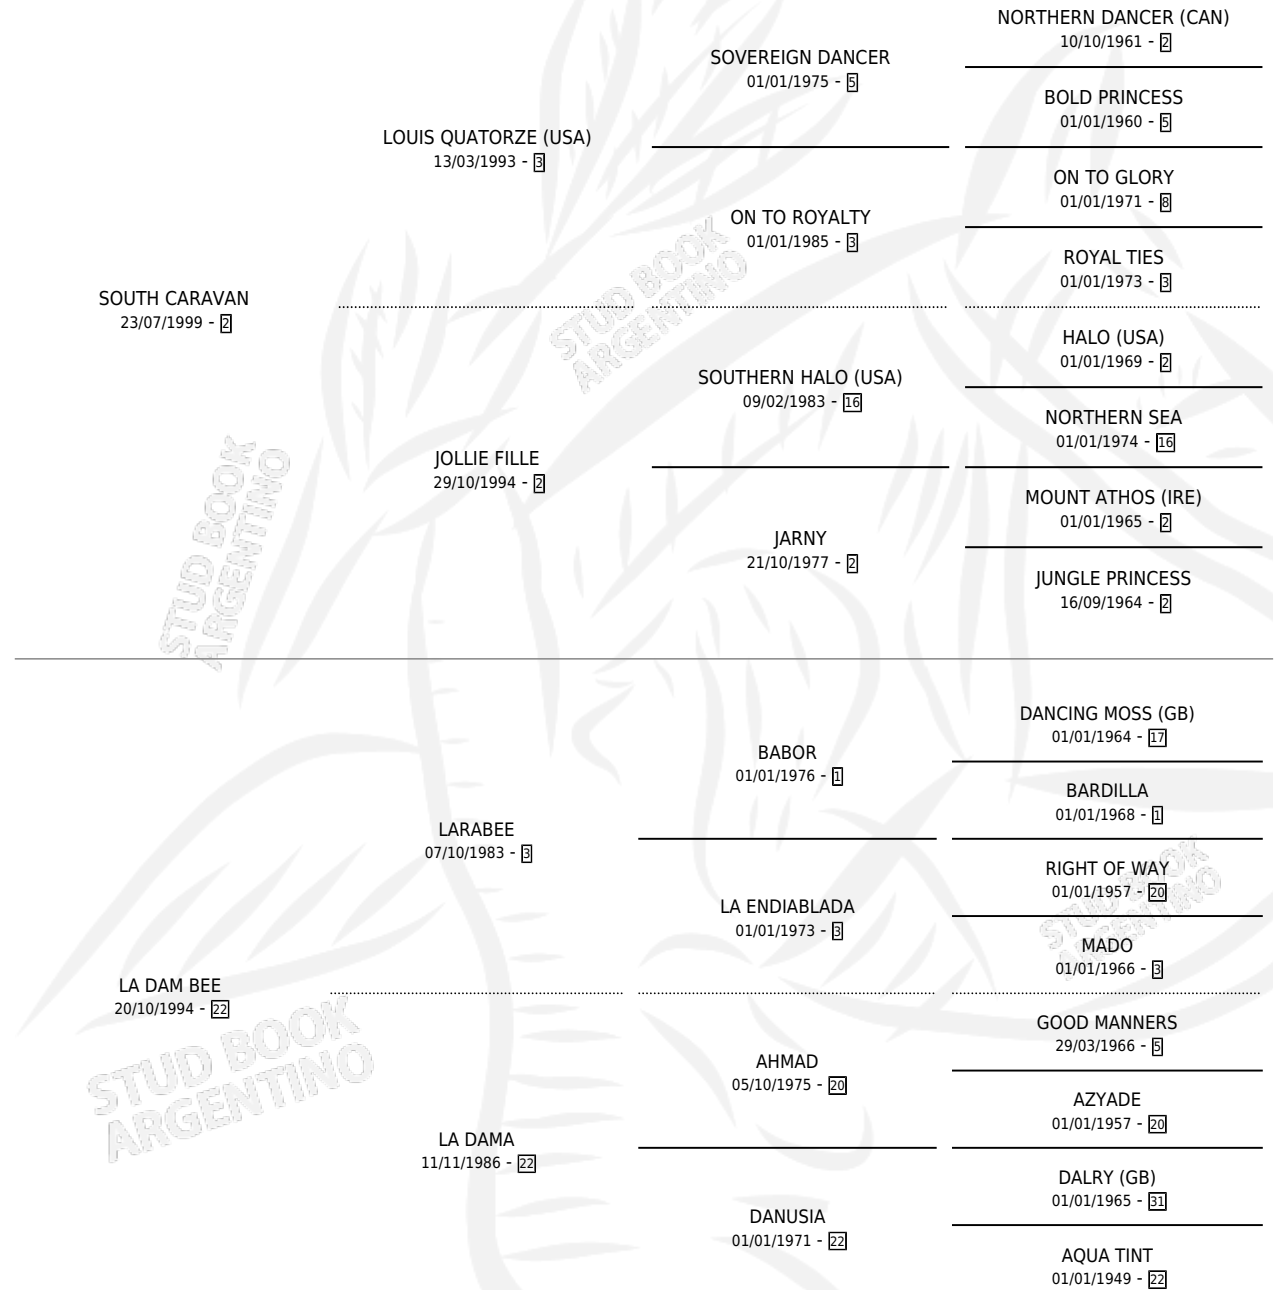 NORTHERN DANCER (CAN)
10/10/1961 - 2
SOVEREIGN DANCER
01/01/1975 - 5
BOLD PRINCESS
01/01/1960 - 5
LOUIS QUATORZE (USA)
13/03/1993 - 3
ON TO GLORY
01/01/1971 - 8
ON TO ROYALTY
01/01/1985 - 3
ROYAL TIES
01/01/1973 - 3
SOUTH CARAVAN
23/07/1999 - 2
HALO (USA)
01/01/1969 - 2
SOUTHERN HALO (USA)
09/02/1983 - 16
NORTHERN SEA
01/01/1974 - 16
JOLLIE FILLE
29/10/1994 - 2
MOUNT ATHOS (IRE)
01/01/1965 - 2
JARNY
21/10/1977 - 2
JUNGLE PRINCESS
16/09/1964 - 2
STUD BOOK
ARGENTINO
STUD BOOK
ARGENTINO
DANCING MOSS (GB)
01/01/1964 - 17
BABOR
01/01/1976 - 1
BARDILLA
01/01/1968 - 1
LARABEE
07/10/1983 - 3
RIGHT OF WAY
01/01/1957 - 20
LA ENDIABLADA
01/01/1973 - 3
MADO
01/01/1966 - 3
LA DAM BEE
20/10/1994 - 22
GOOD MANNERS
29/03/1966 - 5
AHMAD
05/10/1975 - 20
AZYADE
01/01/1957 - 20
LA DAMA
11/11/1986 - 22
DALRY (GB)
01/01/1965 - 31
DANUSIA
01/01/1971 - 22
AQUA TINT
01/01/1949 - 22
STUD BOOK
ARGENTINO
STUD BOOK
ARGENTINO